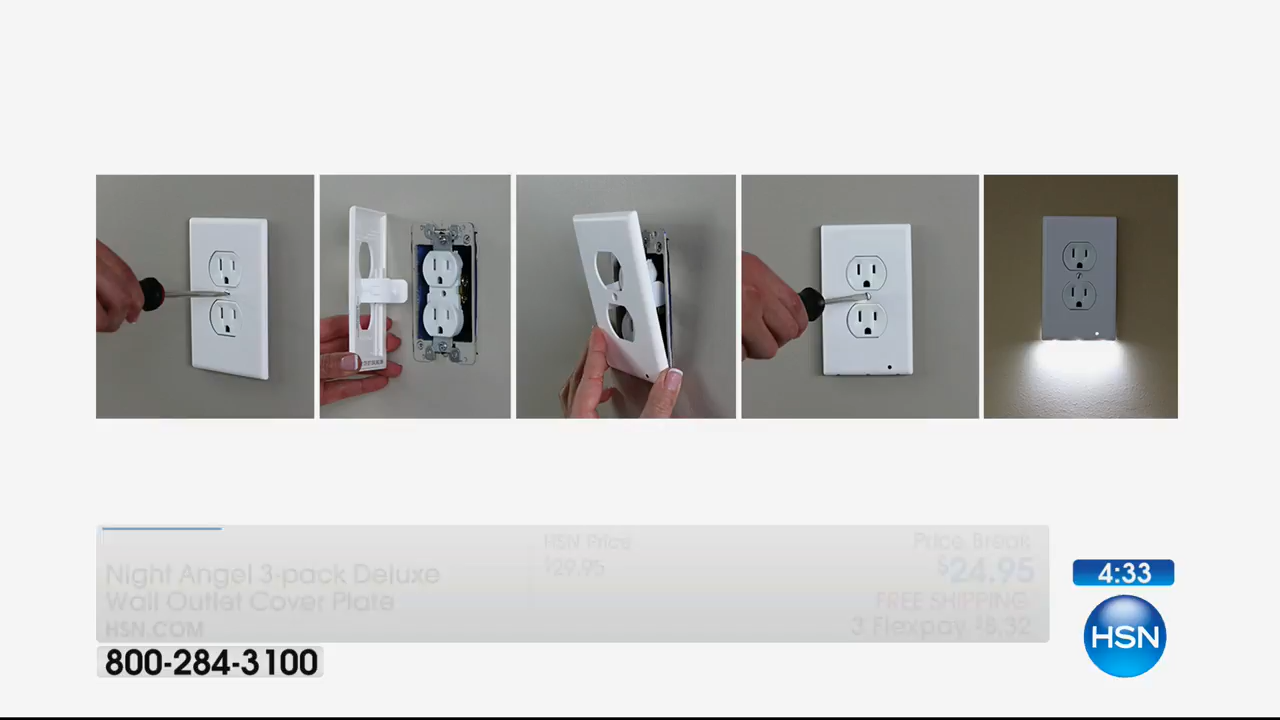 HSN Price
$29.95
Price Break
$24.95
Night Angel 3-pack Deluxe
Wall Outlet Cover Plate
HSN.COM
FREE SHIPPING
3 Flexpay $8.32
800-284-3100
4:33
HSN